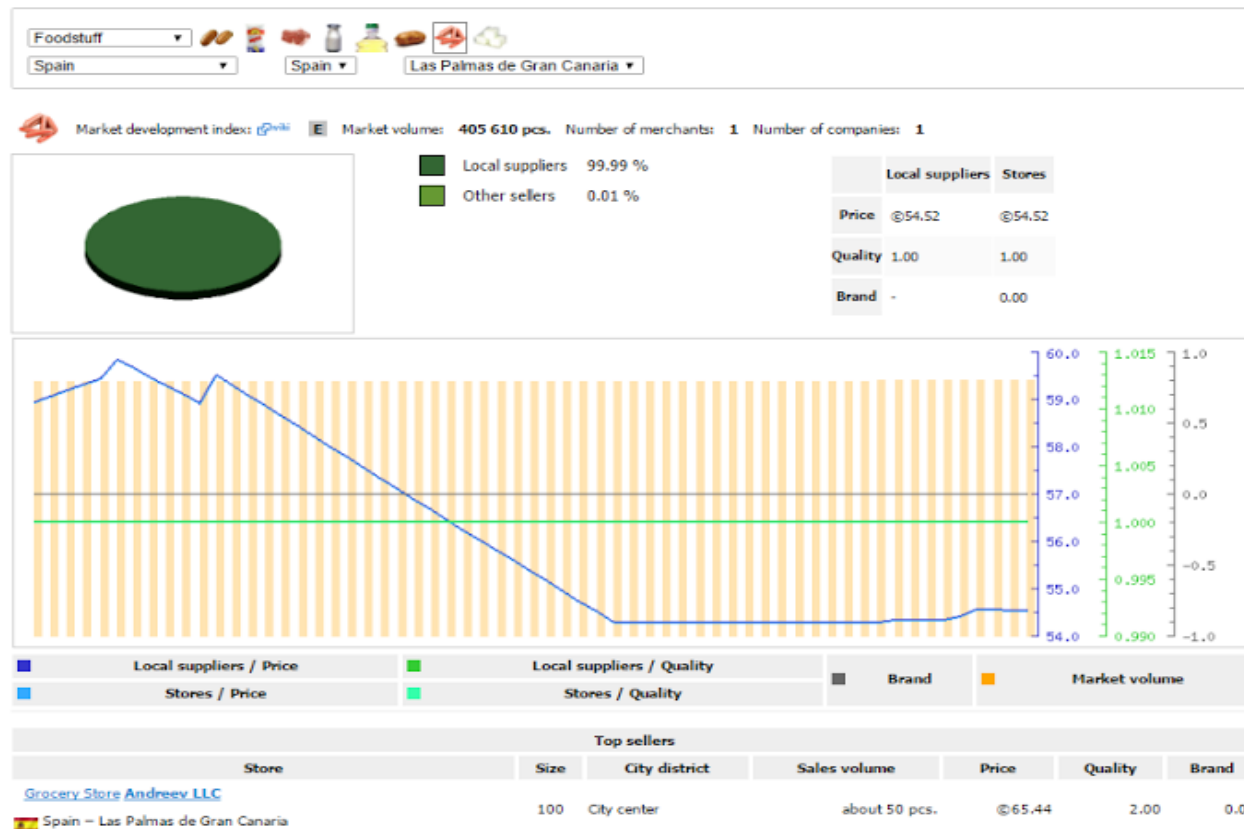 Foodstuff
Spain Spain Las Palmas de Gran Canaria
Market development index: wiki E Market volume: 405 610 pcs. Number of merchants: 1 Number of companies: 1
Local suppliers 99.99 %
Other sellers 0.01 %
Local suppliers Stores
Price ©54.52 ©54.52
Quality 1.00 1.00
Brand - 0.00
60.0 1.015 1.0
59.0 1.010 0.5
58.0 1.005
57.0 0.0
56.0 1.000 -0.5
55.0 0.995
54.0 0.990 -1.0
Local suppliers / Price Local suppliers / Quality Brand Market volume
Stores / Price Stores / Quality
Top sellers
Store Size City district Sales volume Price Quality Brand
Grocery Store Andreev LLC
100 City center about 50 pcs. ©65.44 2.00 0.0
Spain – Las Palmas de Gran Canaria